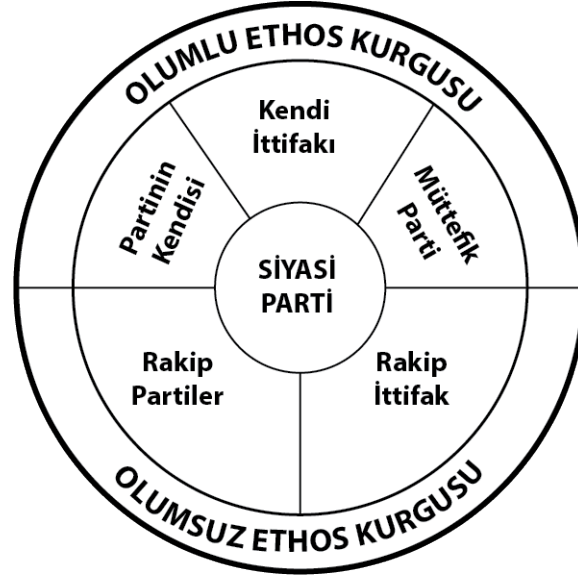 OLUMLU ETHOS KURGUSU
Kendi
İttifakı
Partinin
Kendisi
Müttefik
Parti
SİYASİ
PARTİ
Rakip
Partiler
Rakip
İttifak
OLUMSUZ ETHOS KURGUSU